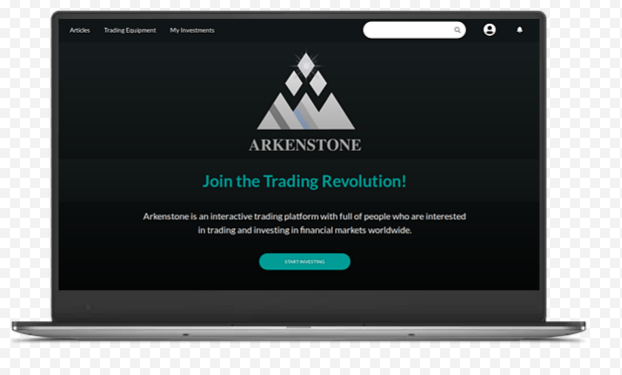 Articles Trading Equipment My Investments
ARKENSTONE
Join the Trading Revolution!
Arkenstone is an interactive trading platform with full of people who are interested
in trading and investing in financial markets worldwide.
START INVESTING